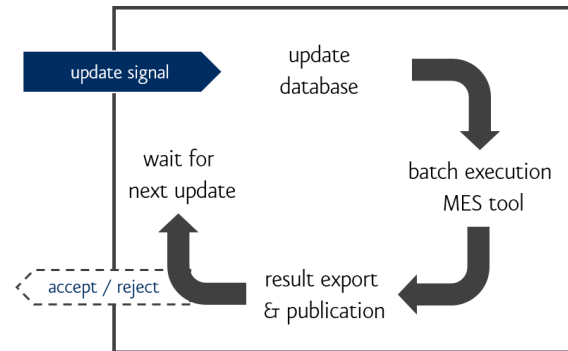 update signal
update
database
batch execution
MES tool
result export
& publication
wait for
next update
accept / reject